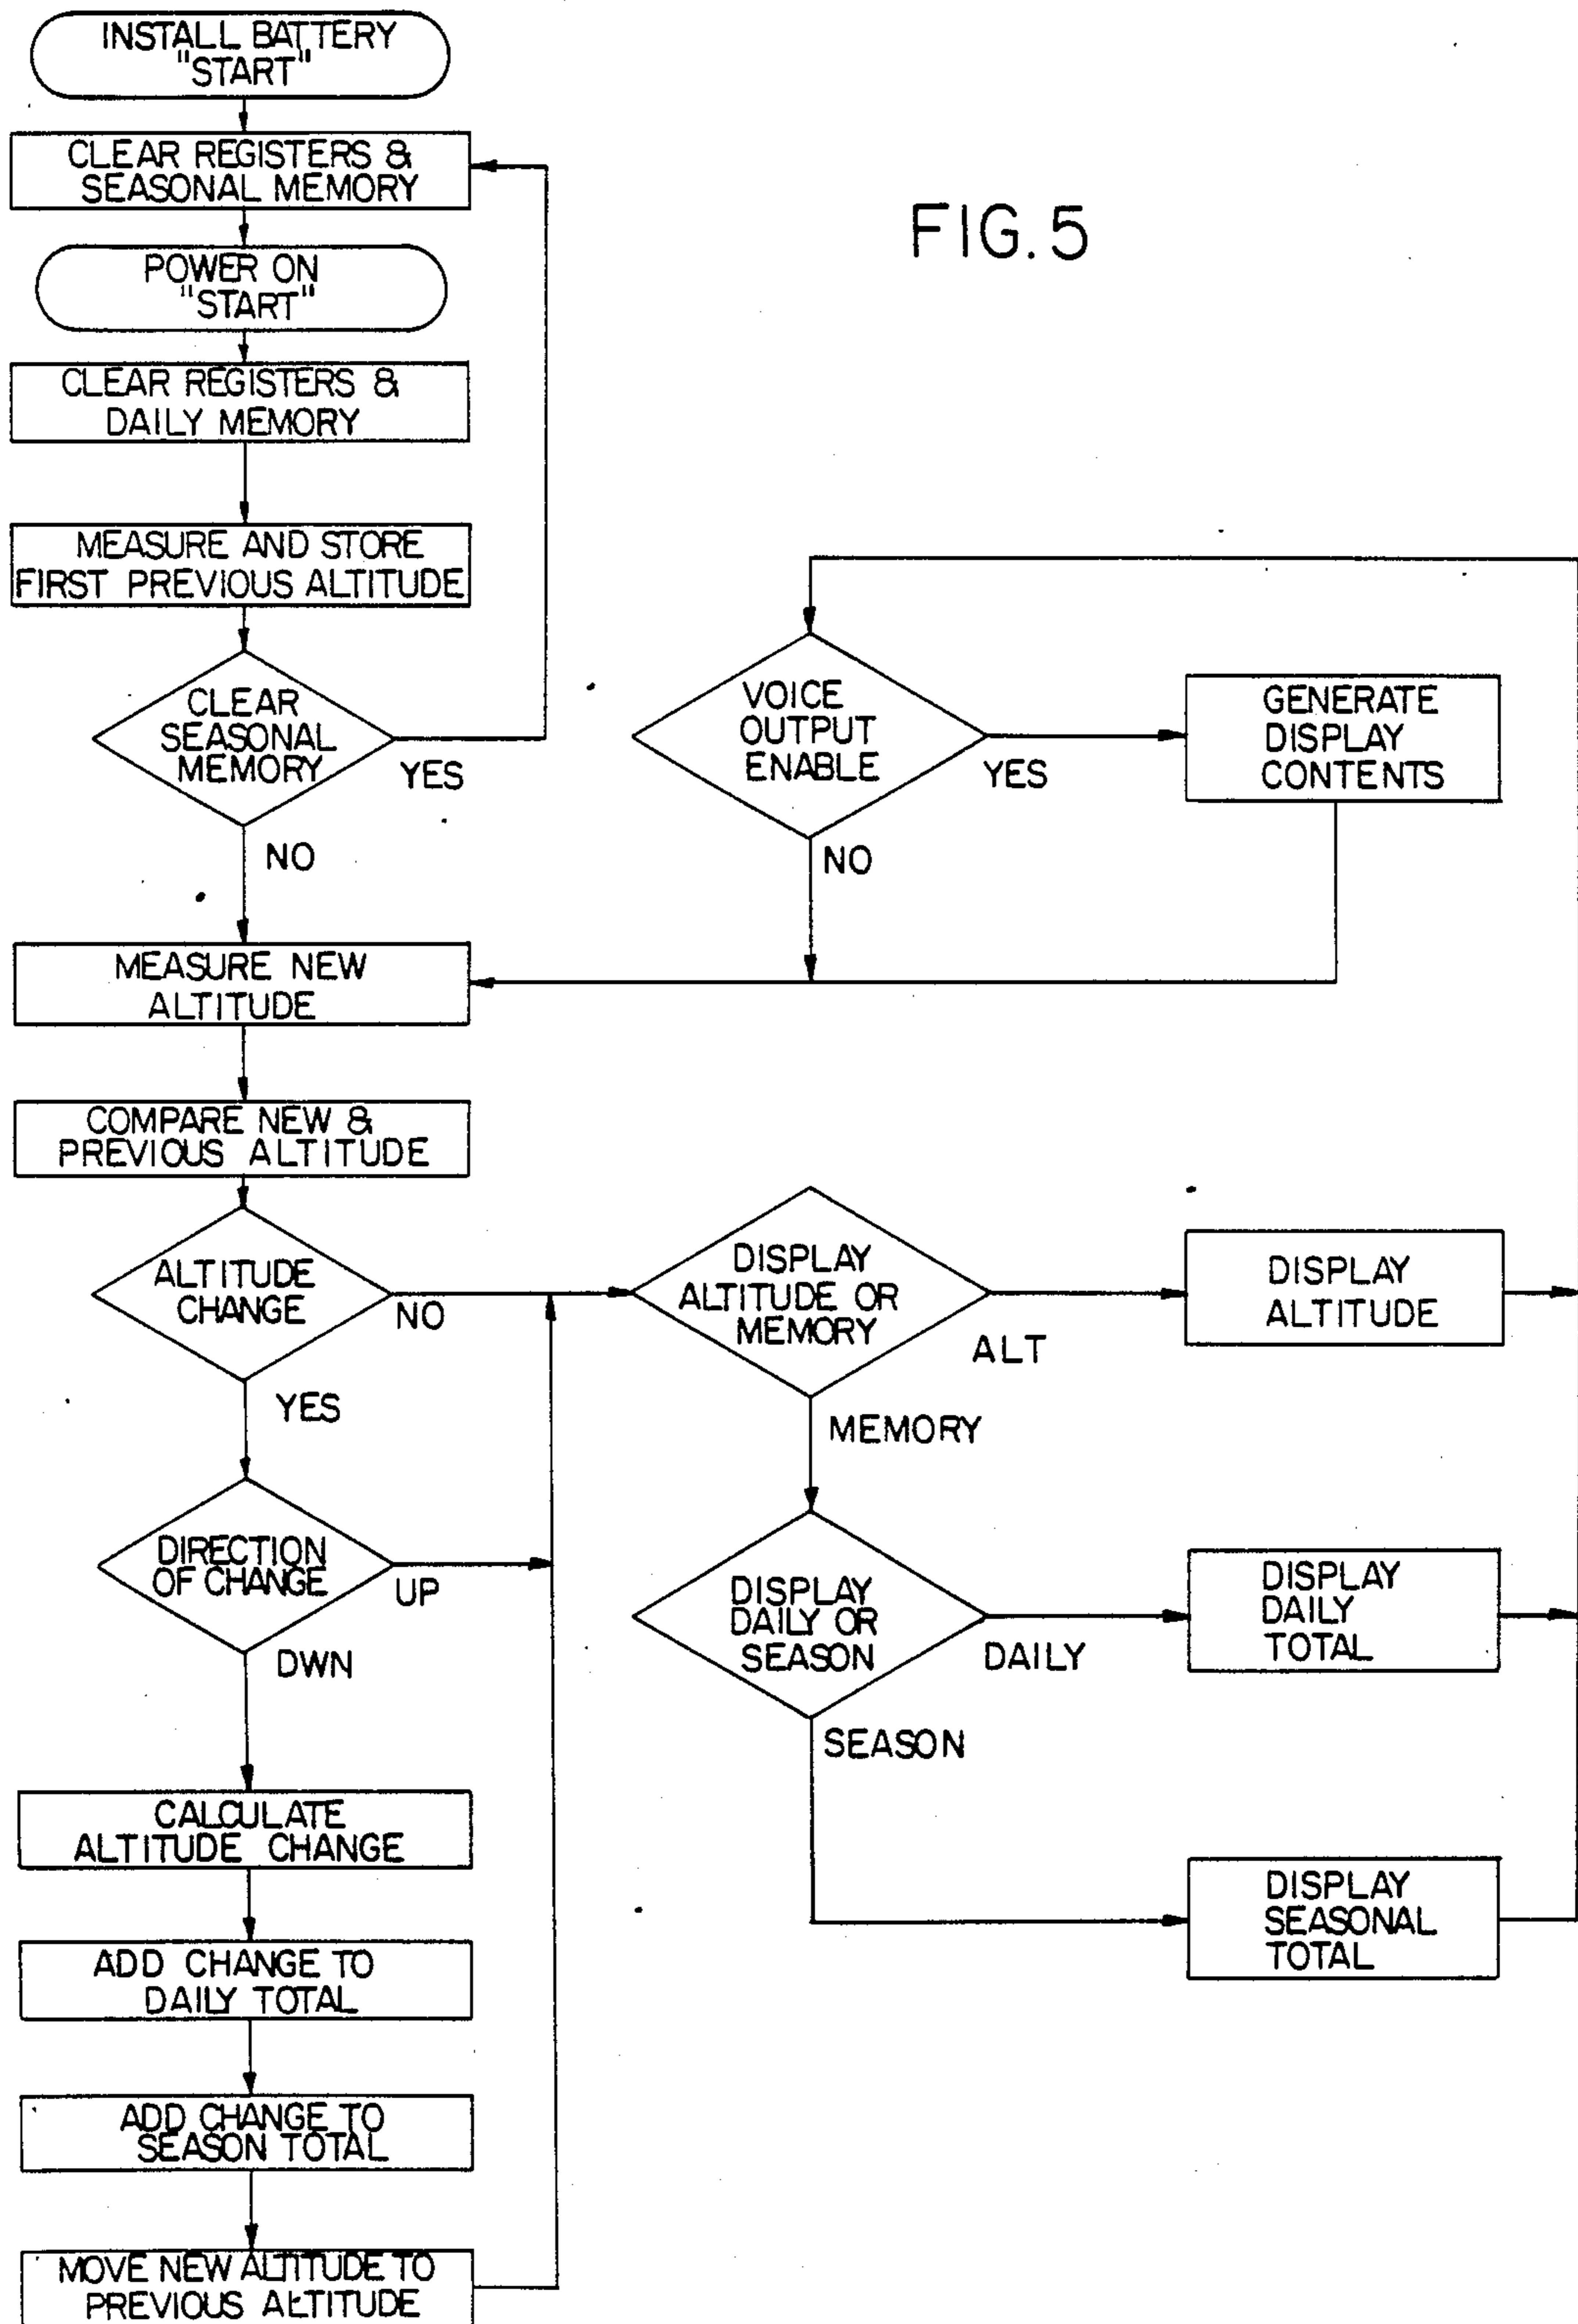 INSTALL BATTERY
"START"
CLEAR REGISTERS &
SEASONAL MEMORY
FIG. 5
POWER ON
"START"
CLEAR REGISTERS &
DAILY MEMORY
MEASURE AND STORE
FIRST PREVIOUS ALTITUDE
CLEAR
SEASONAL
MEMORY
YES
NO
VOICE
OUTPUT
ENABLE
YES
NO
GENERATE
DISPLAY
CONTENTS
MEASURE NEW
ALTITUDE
COMPARE NEW &
PREVIOUS ALTITUDE
ALTITUDE
CHANGE
NO
YES
DISPLAY
ALTITUDE OR
MEMORY
ALT
MEMORY
DISPLAY
ALTITUDE
DIRECTION
OF CHANGE
UP
DWN
DISPLAY
DAILY OR
SEASON
DAILY
SEASON
DISPLAY
DAILY
TOTAL
CALCULATE
ALTITUDE CHANGE
DISPLAY
SEASONAL
TOTAL
ADD CHANGE TO
DAILY TOTAL
ADD CHANGE TO
SEASON TOTAL
MOVE NEW ALTITUDE TO
PREVIOUS ALTITUDE